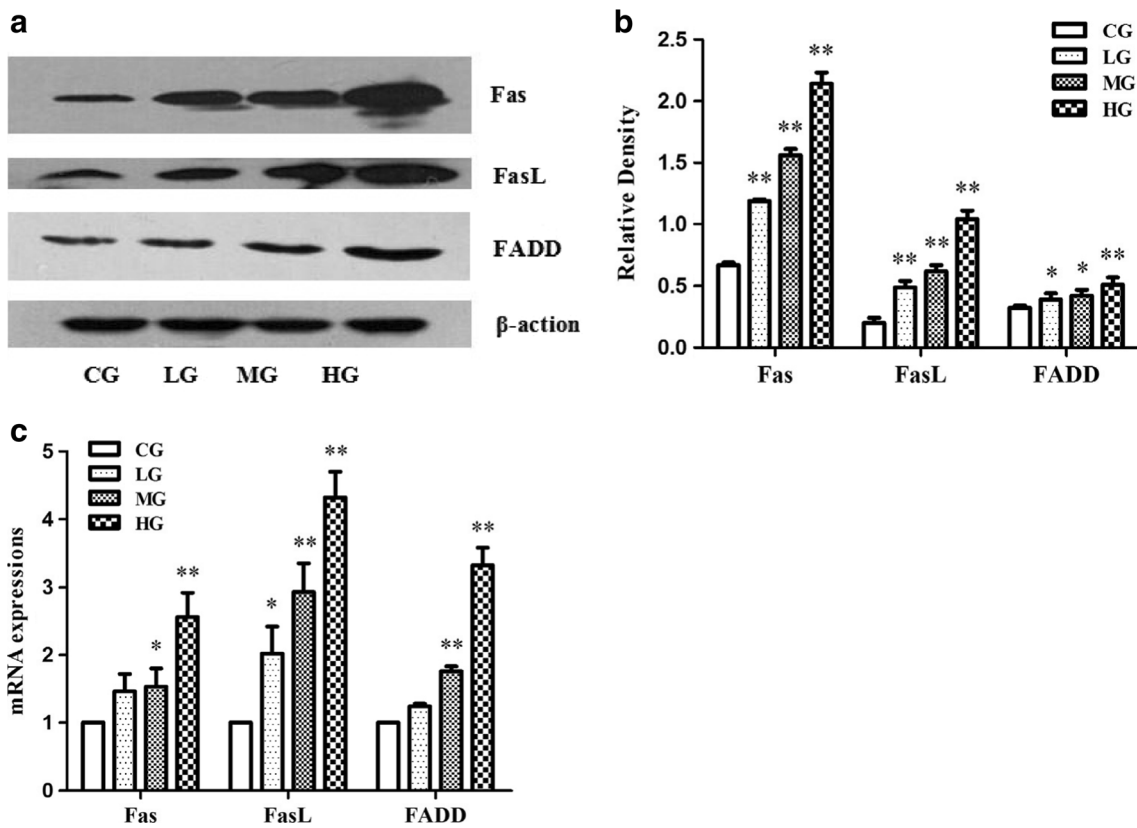 a
Fas
FasL
FADD
β-action
CG LG MG HG
b
CG
LG
MG
HG
Relative Density
2.5
2.0
1.5
1.0
0.5
0.0
** ** **
** ** **
* * **
Fas FasL FADD
c
CG
LG
MG
HG
mRNA expressions
5
4
3
2
1
0
* **
* ** **
** **
Fas FasL FADD